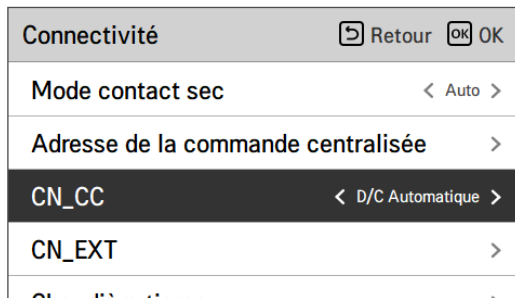 Connectivité Retour OK OK
Mode contact sec < Auto >
Adresse de la commande centralisée >
CN_CC < D/C Automatique >
CN_EXT >